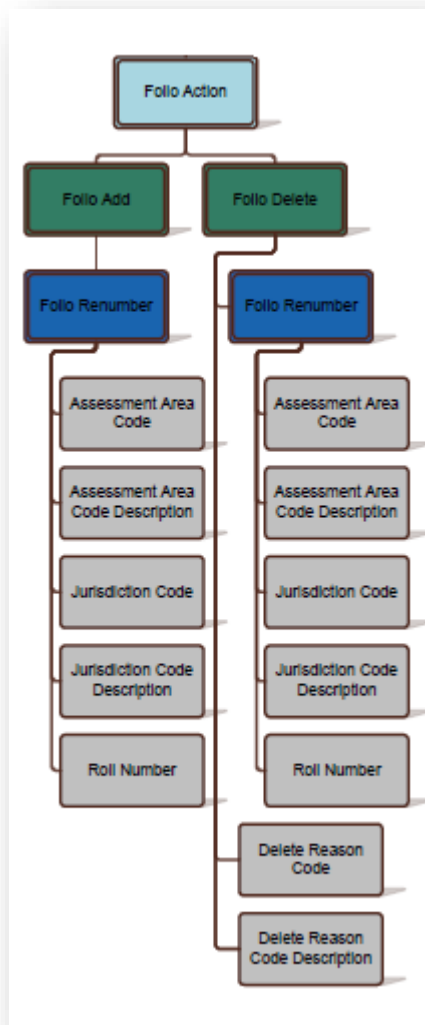 Folio Action
Folio Add
Folio Delete
Folio Renumber
Folio Renumber
Assessment Area
Code
Assessment Area
Code
Assessment Area
Code Description
Assessment Area
Code Description
Jurisdiction Code
Jurisdiction Code
Jurisdiction Code
Description
Jurisdiction Code
Description
Roll Number
Roll Number
Delete Reason
Code
Delete Reason
Code Description